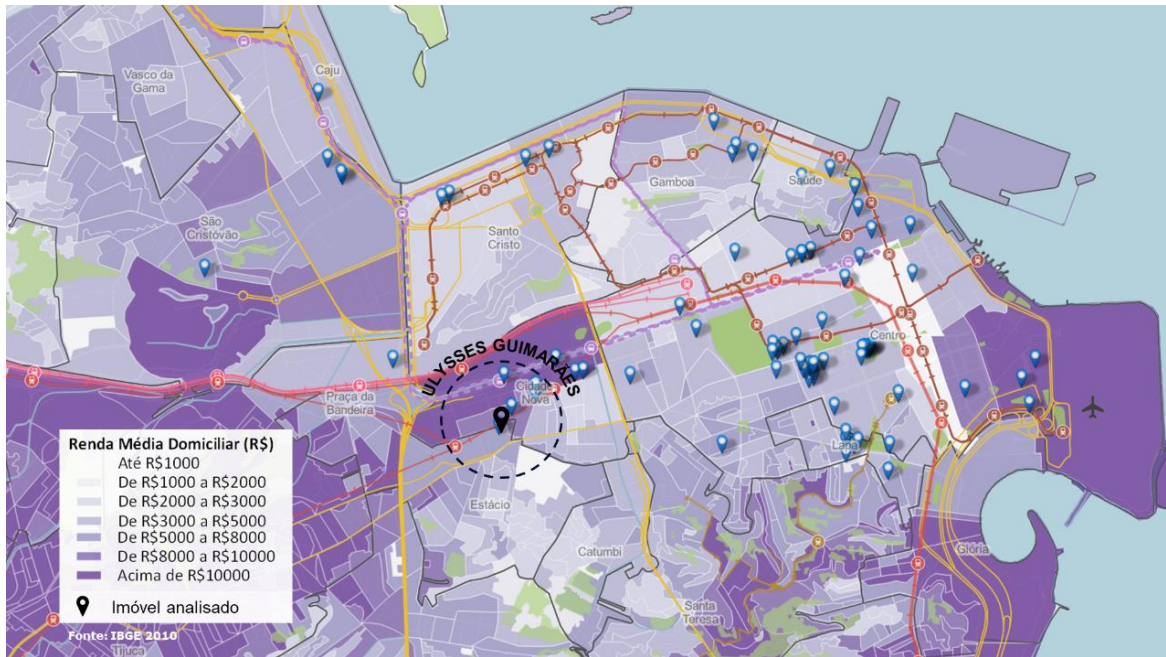 Vasco da
Gama
Caju
São
Cristóvão
Santo
Cristo
Gamboa
Saúde
Centro
ULYSSES GUIMARÃES
Cidade
Nova
Praça da
Bandeira
Lapa
Estácio
Catumbi
Glória
Santa
Teresa
Tijuca
Renda Média Domiciliar (R$)
Até R$1000
De R$1000 a R$2000
De R$2000 a R$3000
De R$3000 a R$5000
De R$5000 a R$8000
De R$8000 a R$10000
Acima de R$10000
Imóvel analisado
Fonte: IBGE 2010